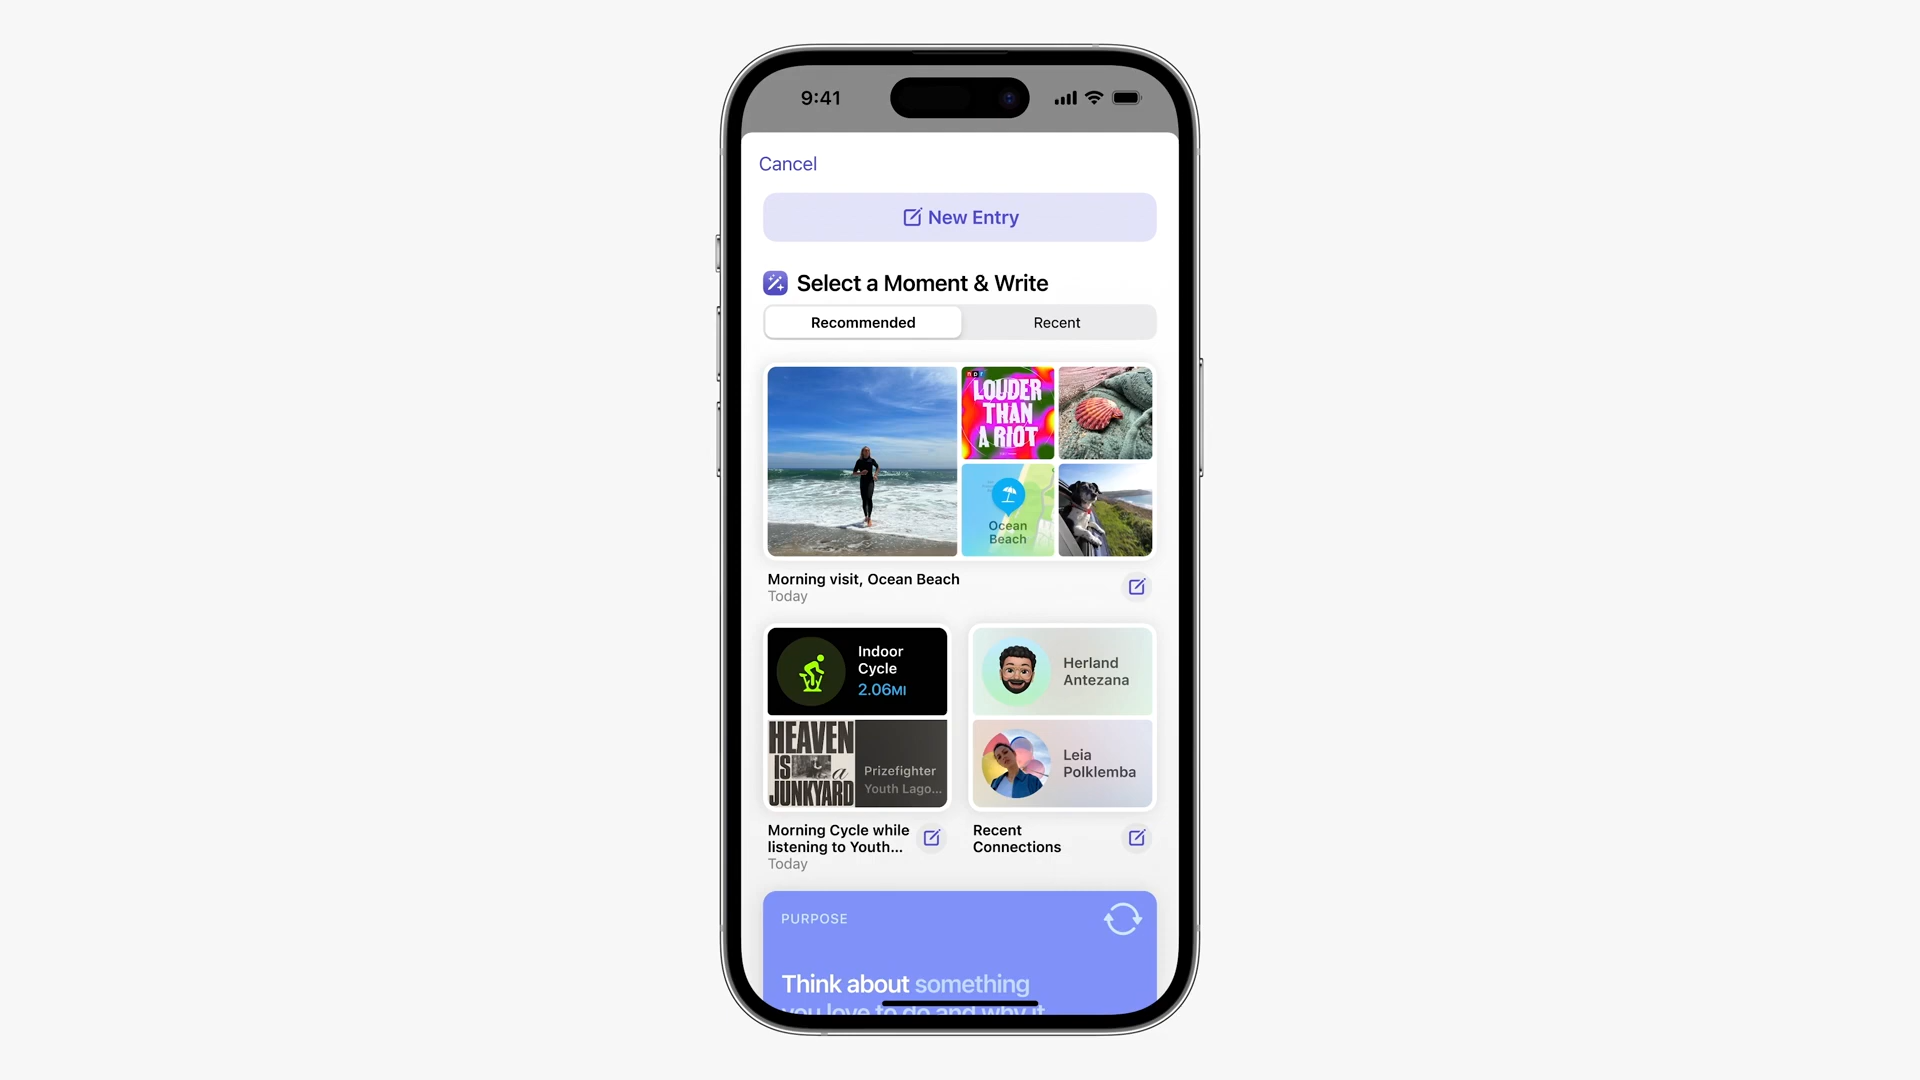 9:41
Cancel
New Entry
Select a Moment & Write
Recommended
Recent
npr
LOUDER
THAN
A RIOT
Ocean
Beach
Morning visit, Ocean Beach
Today
Indoor
Cycle
2.06MI
Herland
Antezana
HEAVEN
IS a
JUNKYARD
Prizefighter
Youth Lago...
Leia
Polklemba
Morning Cycle while
listening to Youth...
Today
Recent
Connections
PURPOSE
Think about something
you love to do and why it